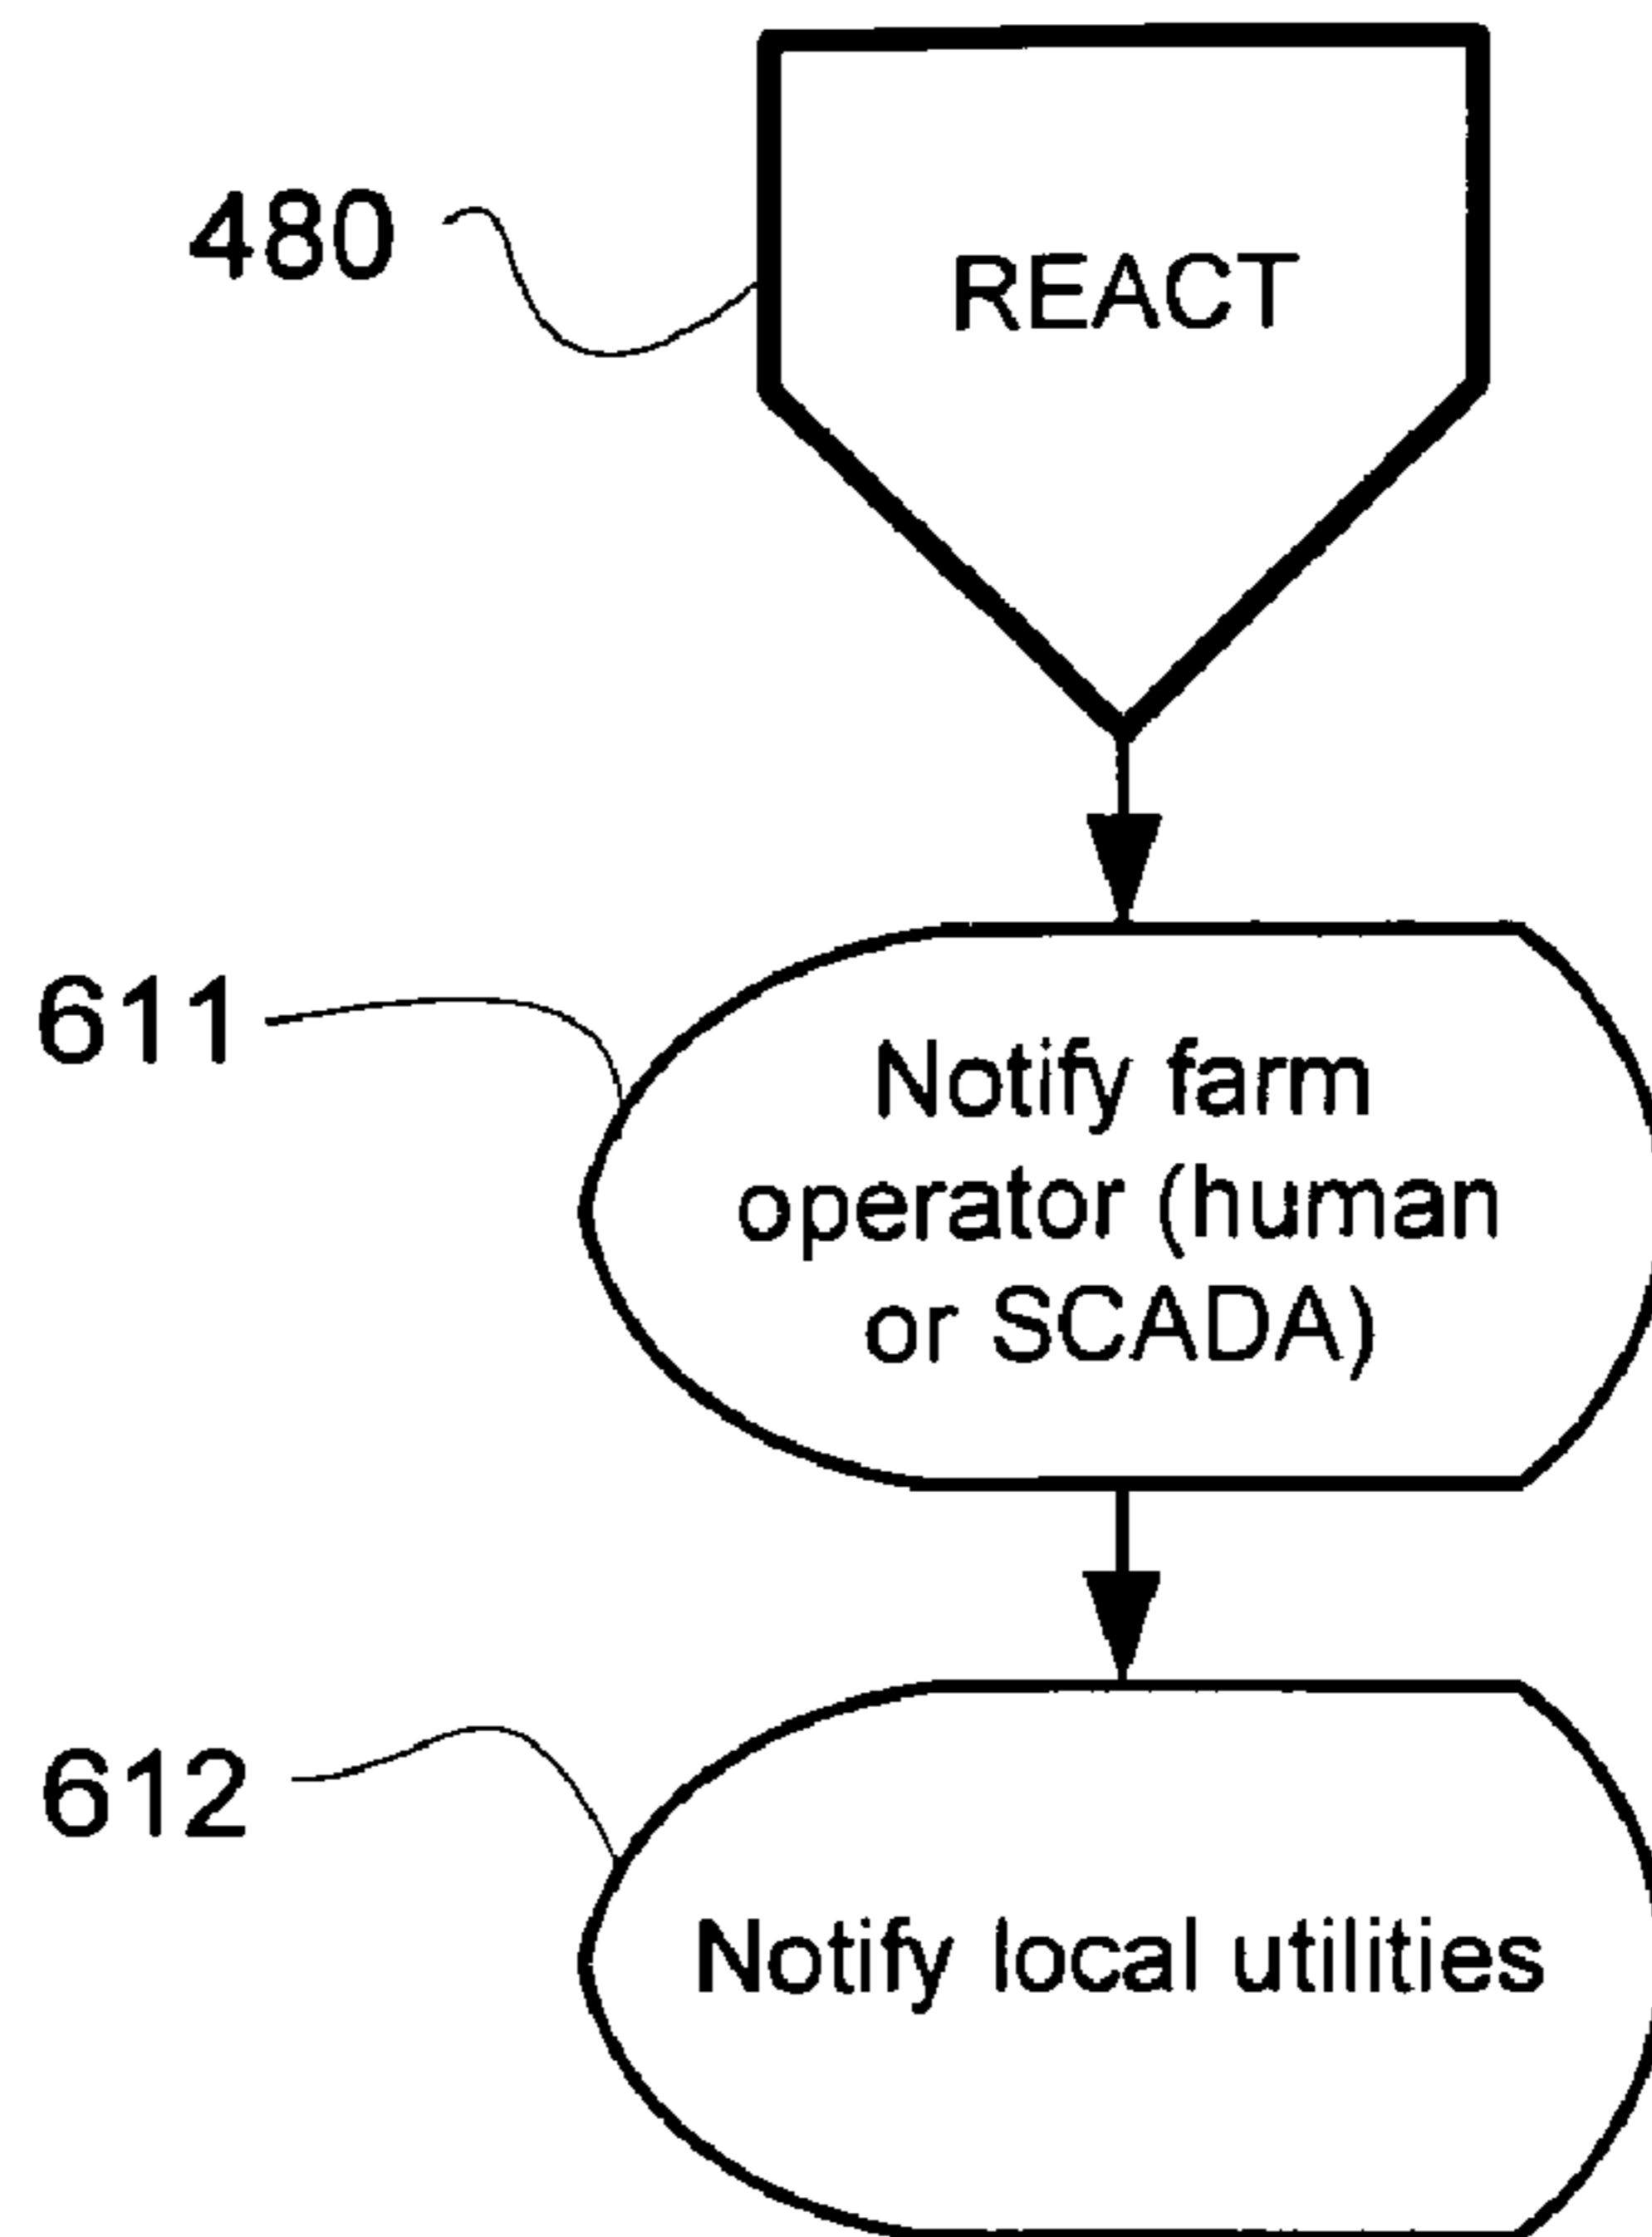 480
REACT
611
Notify farm
operator (human
or SCADA)
612
Notify local utilities